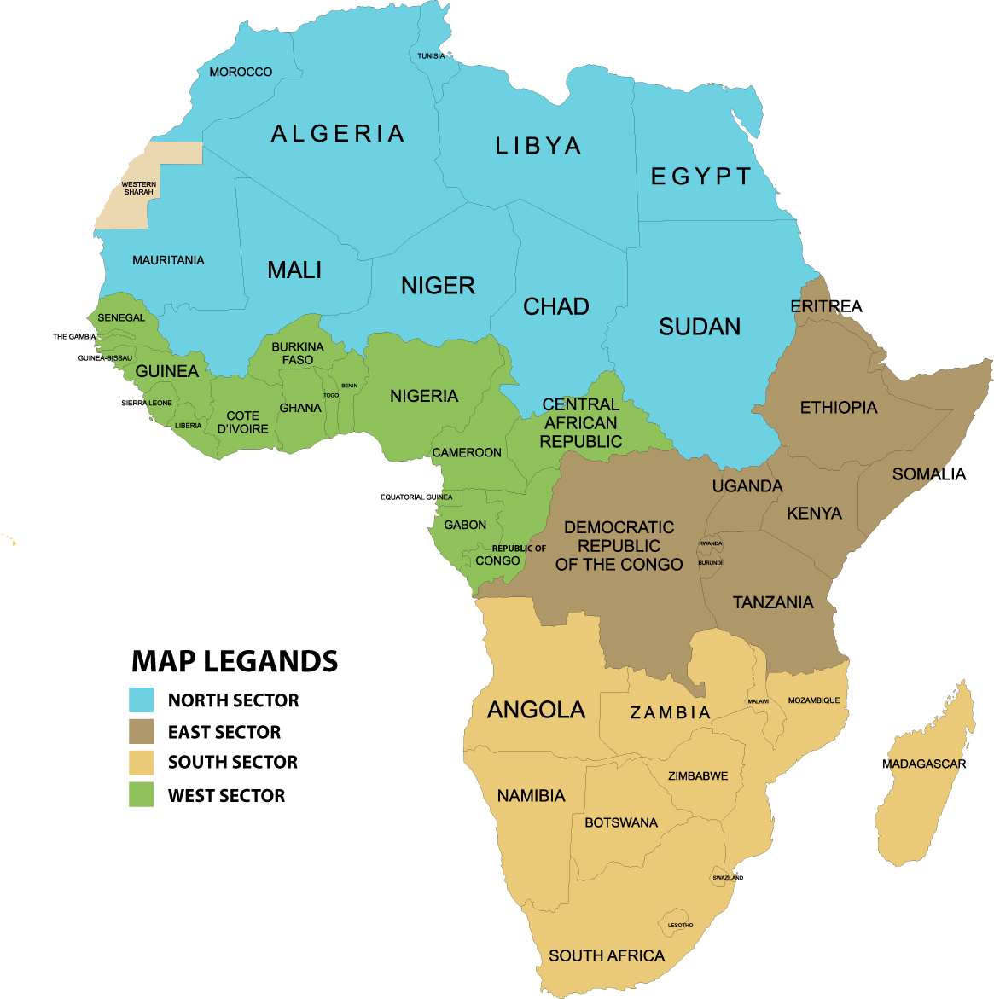 TUNISIA
MOROCCO
ALGERIA
LIBYA
EGYPT
WESTERN
SHARAH
MAURITANIA
MALI
NIGER
CHAD
SUDAN
ERITREA
SENEGAL
THE GAMBIA
GUINEA-BISSAU
GUINEA
BURKINA
FASO
BENIN
TOGO
GHANA
NIGERIA
SIERRA LEONE
LIBERIA
COTE
D'IVOIRE
CENTRAL
AFRICAN
REPUBLIC
ETHIOPIA
CAMEROON
SOMALIA
UGANDA
KENYA
EQUATORIAL GUINEA
GABON
REPUBLIC OF
CONGO
DEMOCRATIC
REPUBLIC
OF THE CONGO
RWANDA
BURUNDI
TANZANIA
MAP LEGANDS
NORTH SECTOR
EAST SECTOR
SOUTH SECTOR
WEST SECTOR
ANGOLA
ZAMBIA
MALAWI
MOZAMBIQUE
MADAGASCAR
ZIMBABWE
NAMIBIA
BOTSWANA
SWAZILAND
LESOTHO
SOUTH AFRICA